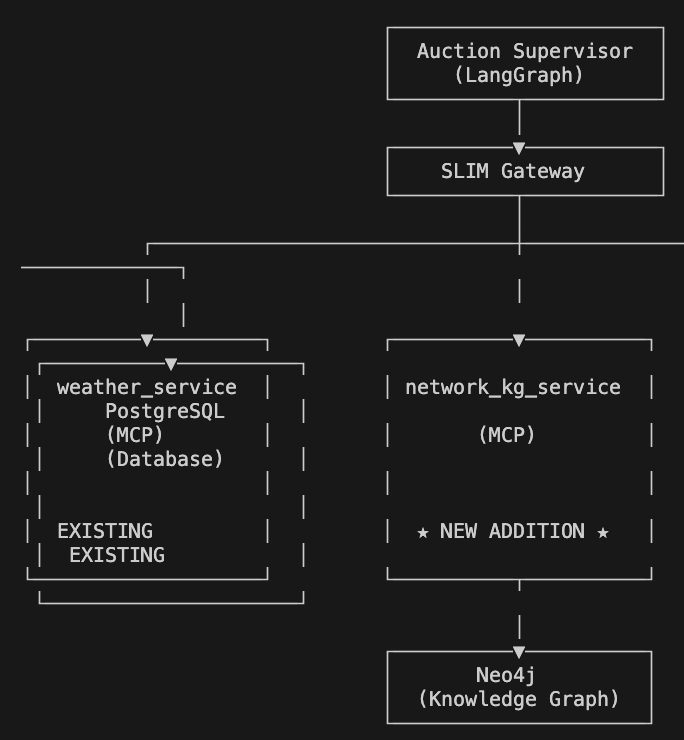 Auction Supervisor
(LangGraph)
SLIM Gateway
weather_service
PostgreSQL
(MCP)
(Database)
EXISTING
EXISTING
network_kg_service
(MCP)
★ NEW ADDITION ★
Neo4j
(Knowledge Graph)